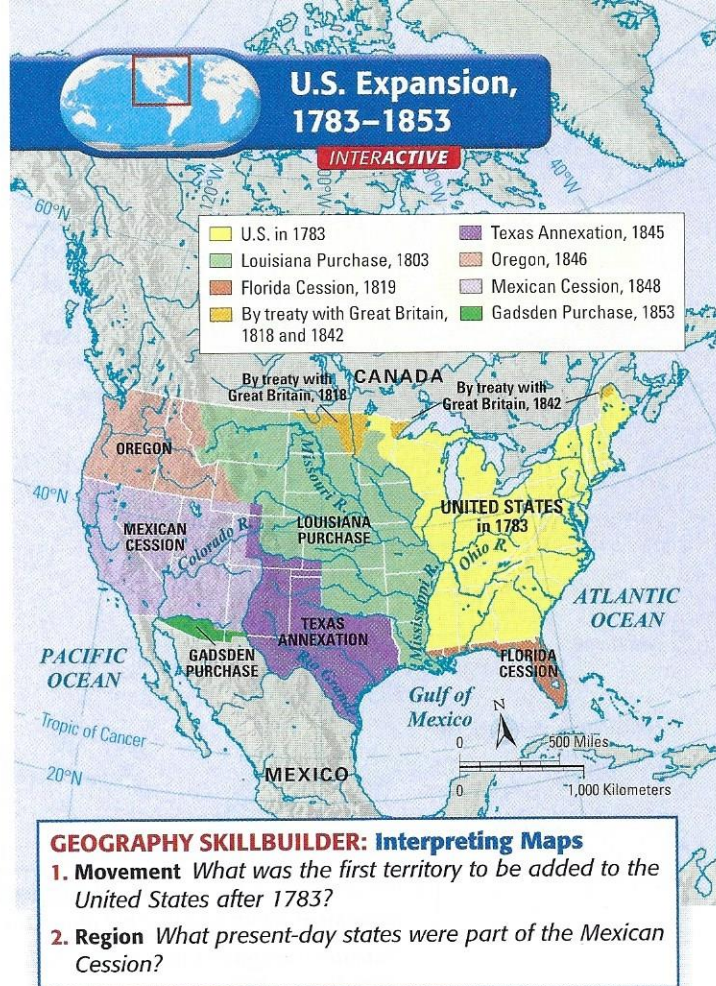 U.S. Expansion,
1783–1853
INTERACTIVE
120°W
40°W
60°N
U.S. in 1783
Louisiana Purchase, 1803
Florida Cession, 1819
By treaty with Great Britain,
1818 and 1842
Texas Annexation, 1845
Oregon, 1846
Mexican Cession, 1848
Gadsden Purchase, 1853
By treaty with
Great Britain, 1818
CANADA
By treaty with
Great Britain, 1842
OREGON
Missouri R.
40°N
MEXICAN
CESSION
Colorado R.
LOUISIANA
PURCHASE
UNITED STATES
in 1783
Ohio R.
Mississippi R.
ATLANTIC
OCEAN
TEXAS
ANNEXATION
PACIFIC
OCEAN
GADSDEN
PURCHASE
Rio Grande
FLORIDA
CESSION
Gulf of
Mexico
N
Tropic of Cancer
0 500 Miles
20°N
MEXICO
0 1,000 Kilometers
GEOGRAPHY SKILLBUILDER: Interpreting Maps
1. Movement What was the first territory to be added to the
United States after 1783?
2. Region What present-day states were part of the Mexican
Cession?